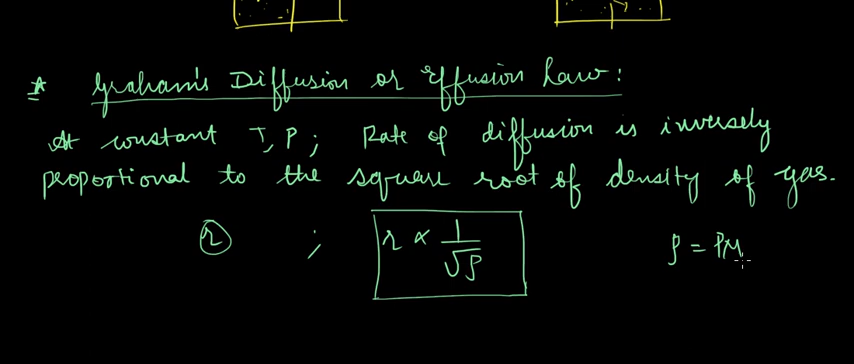 * Graham's Diffusion or effusion Law:
At constant T, P; Rate of diffusion is inversely
proportional to the square root of density of gas.
r ; r ∝ 1/√ρ ρ = PM